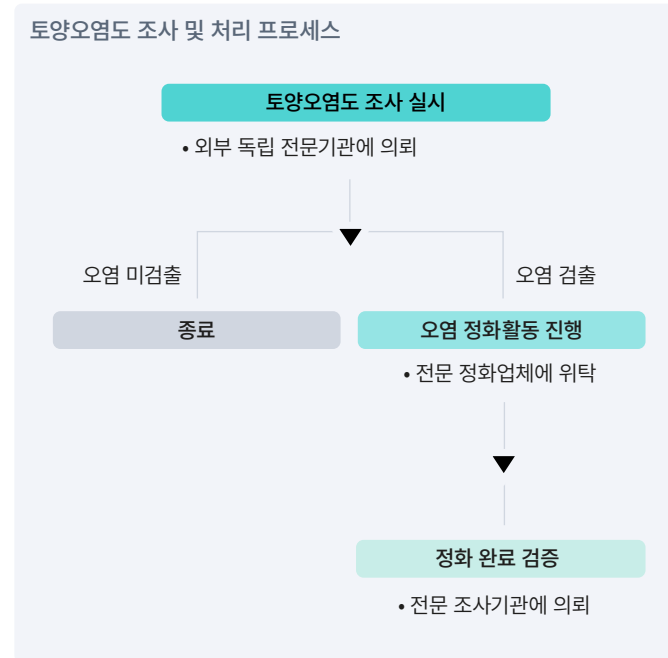 토양오염도 조사 및 처리 프로세스
토양오염도 조사 실시
• 외부 독립 전문기관에 의뢰
오염 미검출
오염 검출
종료
오염 정화활동 진행
• 전문 정화업체에 위탁
정화 완료 검증
• 전문 조사기관에 의뢰